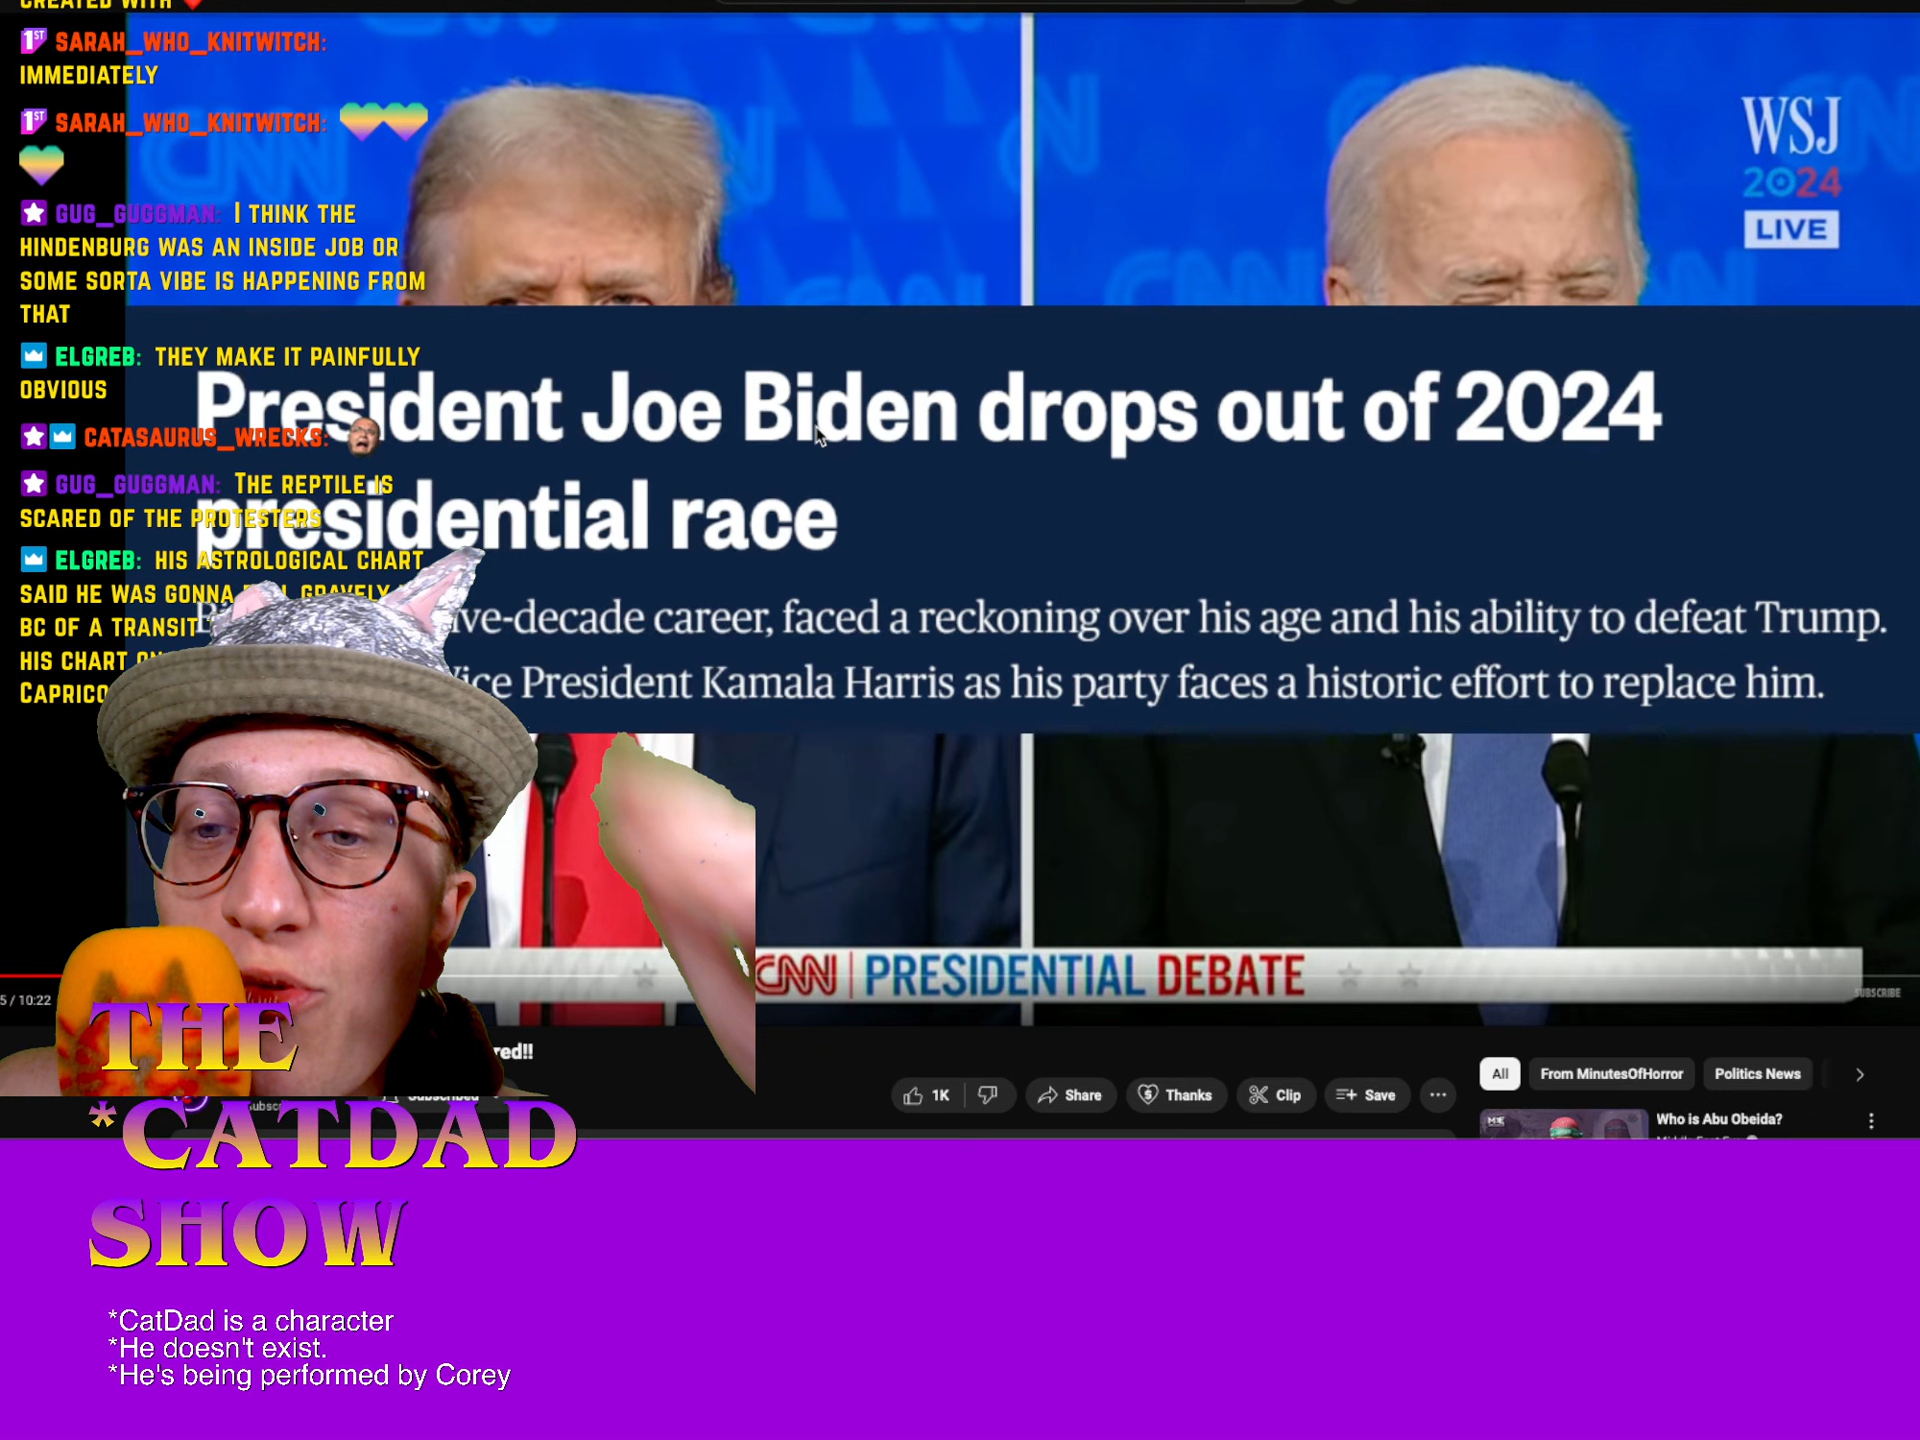 CREATED WITH
SARAH_WHO_KNITWITCH:
IMMEDIATELY
SARAH_WHO_KNITWITCH:
GUG_GUGGMAN: I THINK THE
HINDENBURG WAS AN INSIDE JOB OR
SOME SORTA VIBE IS HAPPENING FROM
THAT
ELGREB: THEY MAKE IT PAINFULLY
OBVIOUS
CATASAURUS_WRECKS:
GUG_GUGGMAN: THE REPTILE IS
SCARED OF THE PROTESTERS
ELGREB: HIS ASTROLOGICAL CHART
SAID HE WAS GONNA GRAVELY
BC OF A TRANSIT
HIS CHART
WSJ
2024
LIVE
President Joe Biden drops out of 2024
presidential race
career, faced a reckoning over his age and his ability to defeat Trump.
President Kamala Harris as his party faces a historic effort to replace him.
CNN PRESIDENTIAL DEBATE
SUBSCRIBE
/ 10:22
Subscribed
1K Share Thanks Clip Save
All From MinutesOfHorror Politics News
Who is Abu Obeida?
THE
*CATDAD
SHOW
*CatDad is a character
*He doesn't exist.
*He's being performed by Corey